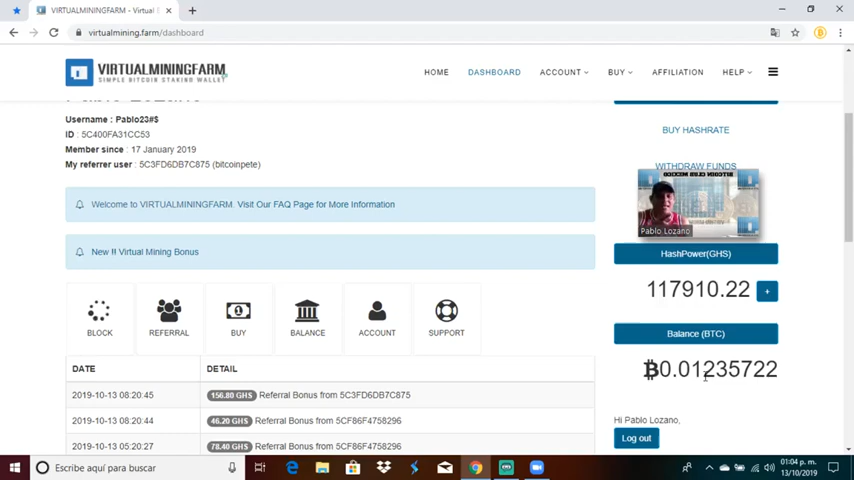 VIRTUALMININGFARM - Virtual B
virtualmining.farm/dashboard
VIRTUALMININGFARM
SIMPLE BITCOIN STAKING WALLET
HOME DASHBOARD ACCOUNT BUY AFFILIATION HELP
Username : Pablo23#$
ID : 5C400FA31CC53
Member since : 17 January 2019
My referrer user : 5C3FD6DB7C875 (bitcoinpete)
BUY HASHRATE
WITHDRAW FUNDS
BITCOIN CLUB MEXICO
Pablo Lozano
Welcome to VIRTUALMININGFARM. Visit Our FAQ Page for More Information
New !! Virtual Mining Bonus
HashPower(GHS)
117910.22 +
BLOCK REFERRAL BUY BALANCE ACCOUNT SUPPORT
Balance (BTC)
₿0.01235722
DATE DETAIL
2019-10-13 08:20:45 156.80 GHS Referral Bonus from 5C3FD6DB7C875
2019-10-13 08:20:44 46.20 GHS Referral Bonus from 5CF86F4758296
2019-10-13 05:20:27 78.40 GHS Referral Bonus from 5CF86F4758296
Hi Pablo Lozano,
Log out
Escribe aquí para buscar
01:04 p. m.
13/10/2019